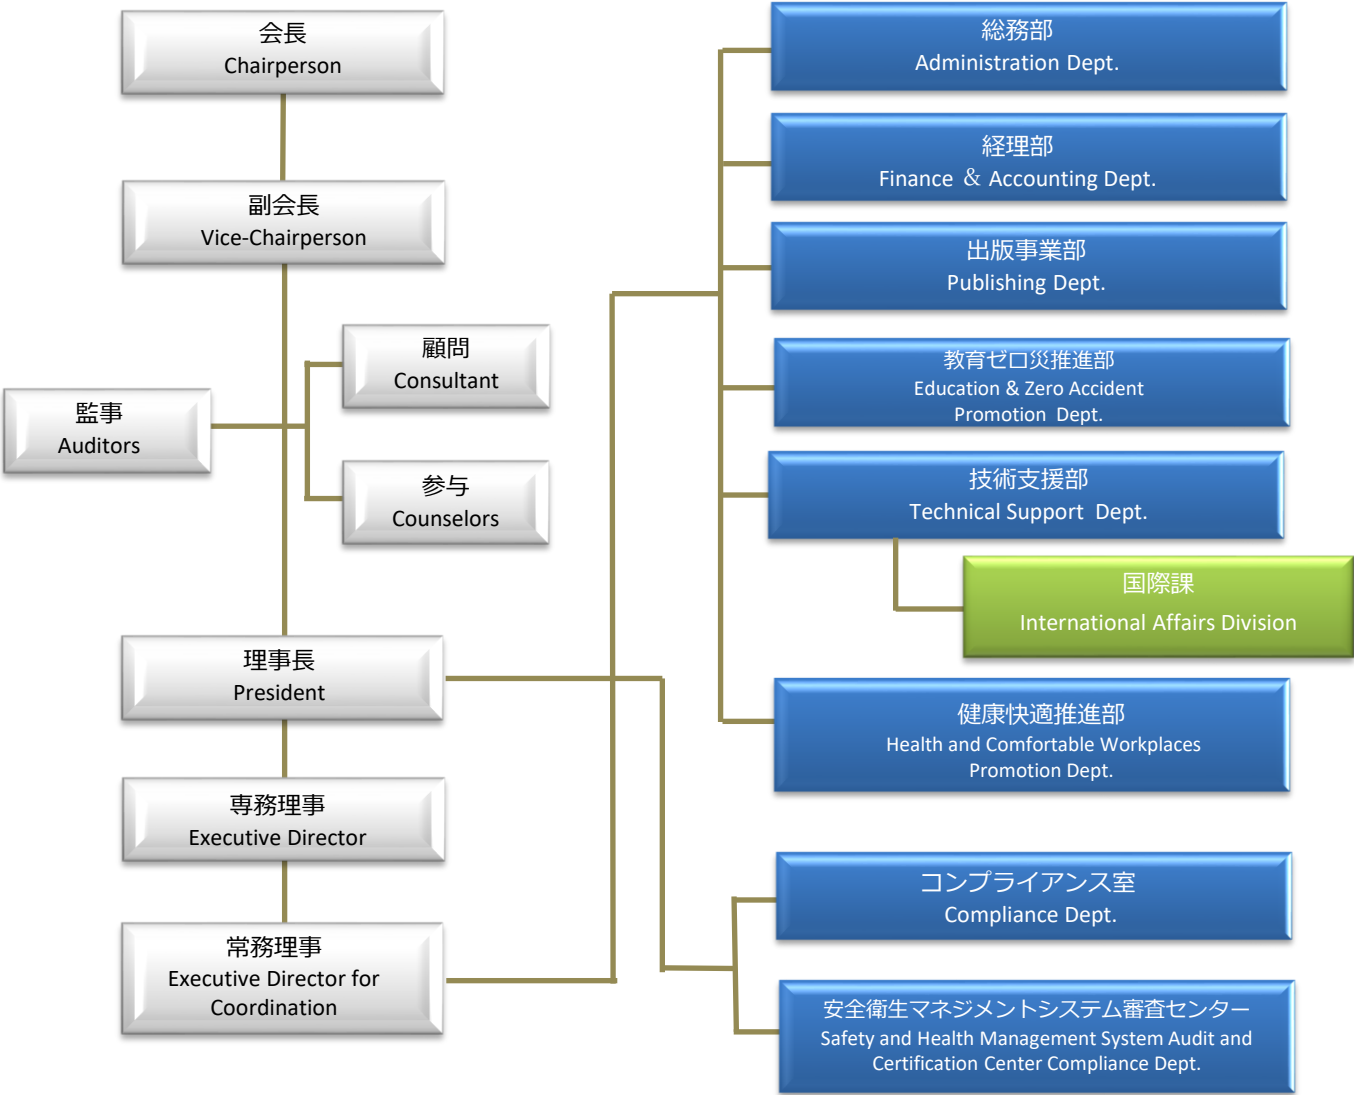 会長
Chairperson
副会長
Vice-Chairperson
顧問
Consultant
監事
Auditors
参与
Counselors
理事長
President
専務理事
Executive Director
常務理事
Executive Director for
Coordination
総務部
Administration Dept.
経理部
Finance & Accounting Dept.
出版事業部
Publishing Dept.
教育ゼロ災推進部
Education & Zero Accident
Promotion Dept.
技術支援部
Technical Support Dept.
国際課
International Affairs Division
健康快適推進部
Health and Comfortable Workplaces
Promotion Dept.
コンプライアンス室
Compliance Dept.
安全衛生マネジメントシステム審査センター
Safety and Health Management System Audit and
Certification Center Compliance Dept.